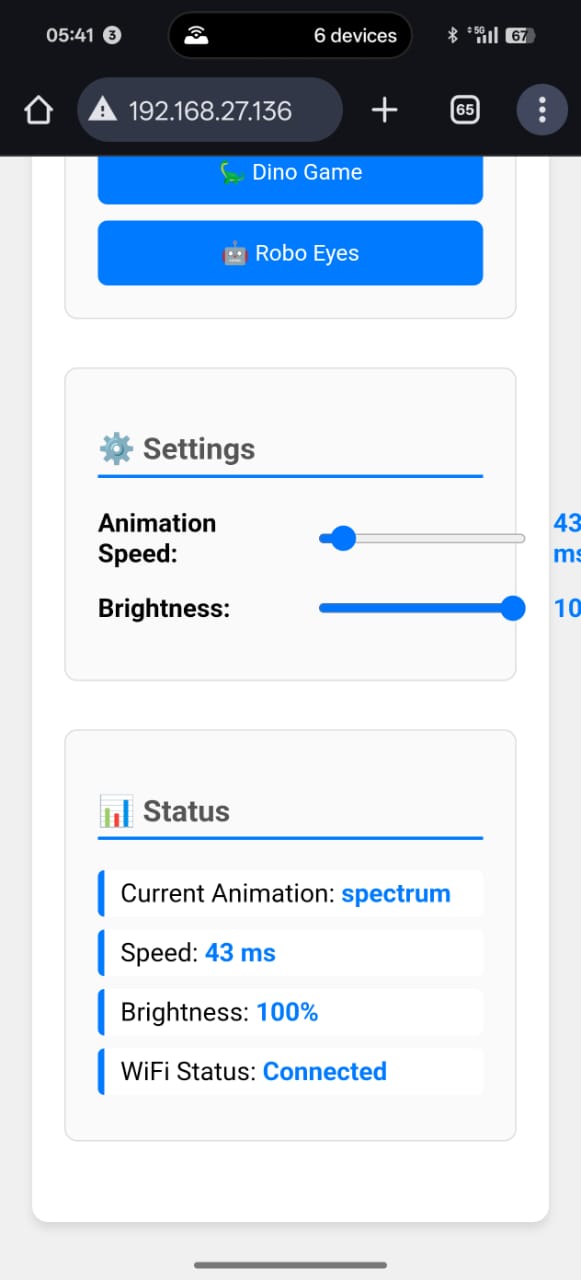 05:41 3 6 devices 5G 67
192.168.27.136 65
🦕 Dino Game
🤖 Robo Eyes
⚙️ Settings
Animation
Speed:
43
ms
Brightness:
10
📊 Status
Current Animation: spectrum
Speed: 43 ms
Brightness: 100%
WiFi Status: Connected